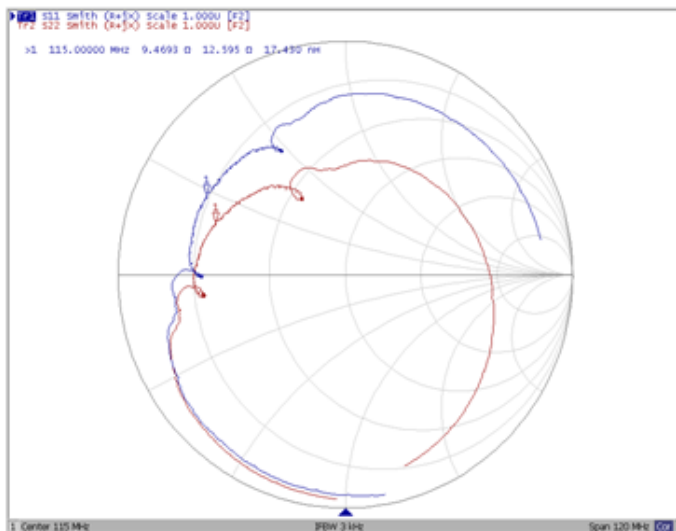 Tr1 S11 Smith (R+jX) Scale 1.000U [F2]
Tr2 S22 Smith (R+jX) Scale 1.000U [F2]
>1 115.00000 MHz 9.4693 Ω 12.595 Ω 17.430 nH
1
1
1 Center 115 MHz IFBW 3 kHz Span 120 MHz Cor